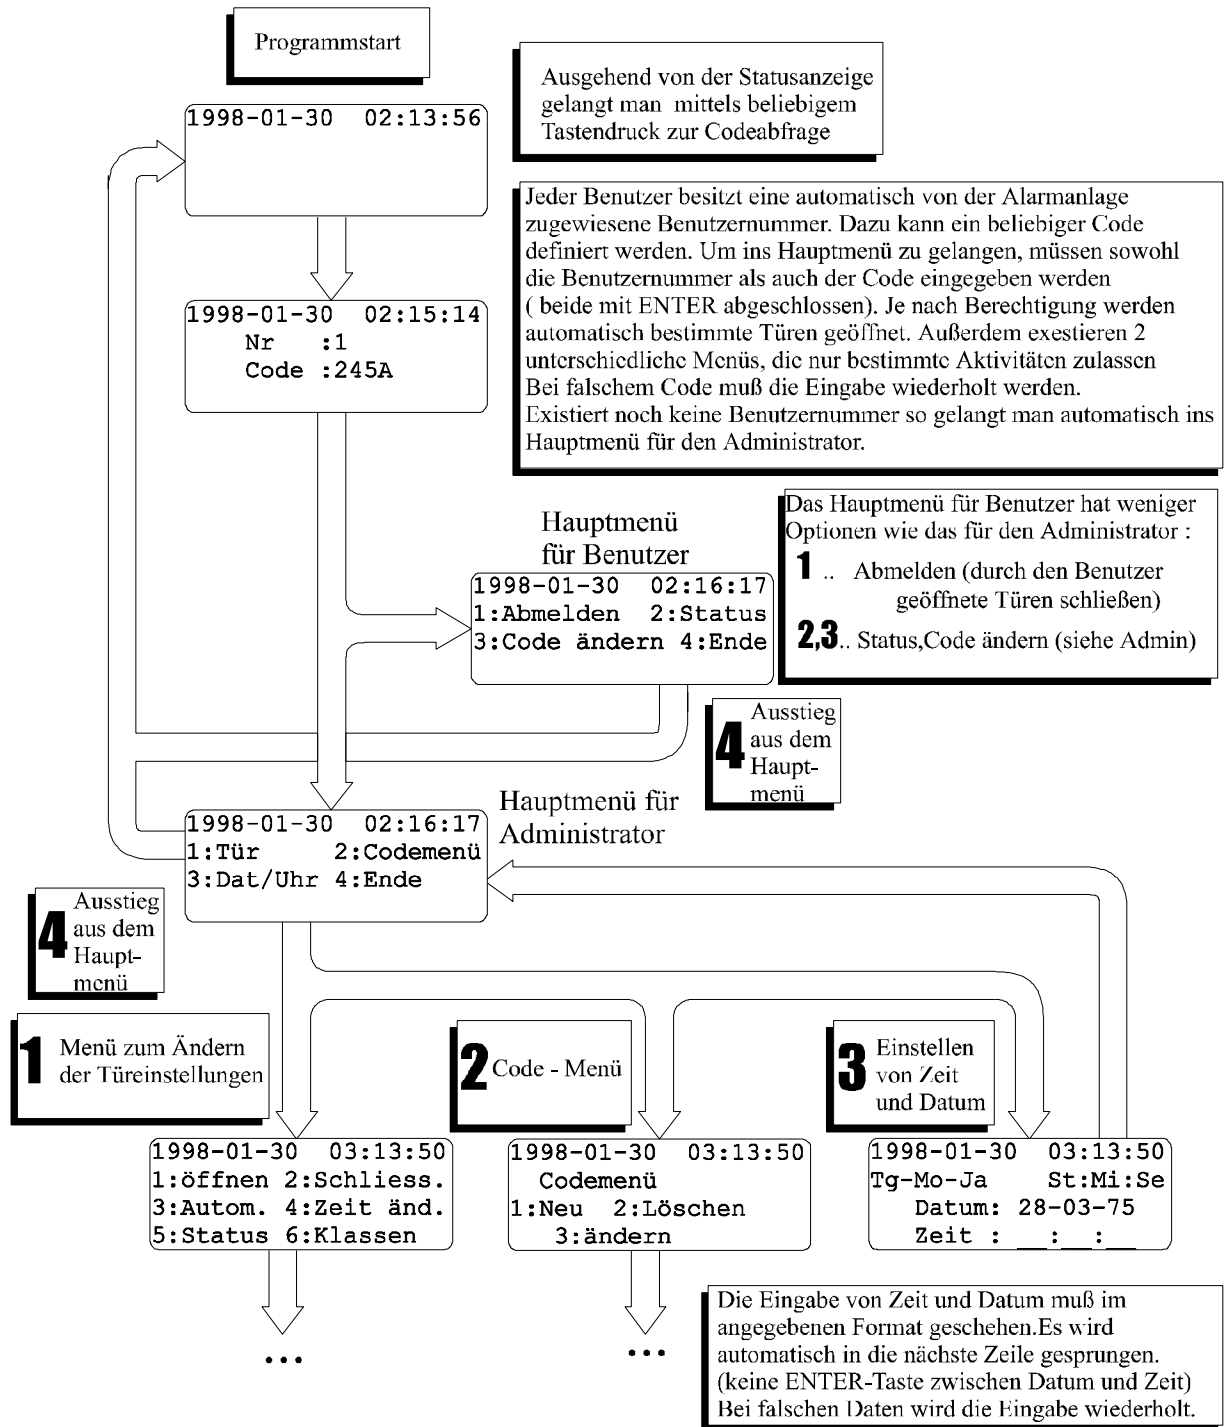 Programmstart
Ausgehend von der Statusanzeige
gelangt man mittels beliebigem
Tastendruck zur Codeabfrage
1998-01-30 02:13:56
Jeder Benutzer besitzt eine automatisch von der Alarmanlage
zugewiesene Benutzernummer. Dazu kann ein beliebiger Code
definiert werden. Um ins Hauptmenü zu gelangen, müssen sowohl
die Benutzernummer als auch der Code eingegeben werden
( beide mit ENTER abgeschlossen). Je nach Berechtigung werden
automatisch bestimmte Türen geöffnet. Außerdem exestieren 2
unterschiedliche Menüs, die nur bestimmte Aktivitäten zulassen
Bei falschem Code muß die Eingabe wiederholt werden.
Existiert noch keine Benutzernummer so gelangt man automatisch ins
Hauptmenü für den Administrator.
1998-01-30 02:15:14
Nr :1
Code :245A
Das Hauptmenü für Benutzer hat weniger
Optionen wie das für den Administrator :
1 .. Abmelden (durch den Benutzer
geöffnete Türen schließen)
2,3.. Status,Code ändern (siehe Admin)
Hauptmenü
für Benutzer
1998-01-30 02:16:17
1:Abmelden 2:Status
3:Code ändern 4:Ende
4 Ausstieg
aus dem
Haupt-
menü
Hauptmenü für
Administrator
1998-01-30 02:16:17
1:Tür 2:Codemenü
3:Dat/Uhr 4:Ende
4 Ausstieg
aus dem
Haupt-
menü
1 Menü zum Ändern
der Türeinstellungen
2 Code - Menü
3 Einstellen
von Zeit
und Datum
1998-01-30 03:13:50
1:öffnen 2:Schliess.
3:Autom. 4:Zeit änd.
5:Status 6:Klassen
...
1998-01-30 03:13:50
Codemenü
1:Neu 2:Löschen
3:ändern
...
1998-01-30 03:13:50
Tg-Mo-Ja St:Mi:Se
Datum: 28-03-75
Zeit : __:__:__
Die Eingabe von Zeit und Datum muß im
angegebenen Format geschehen.Es wird
automatisch in die nächste Zeile gesprungen.
(keine ENTER-Taste zwischen Datum und Zeit)
Bei falschen Daten wird die Eingabe wiederholt.